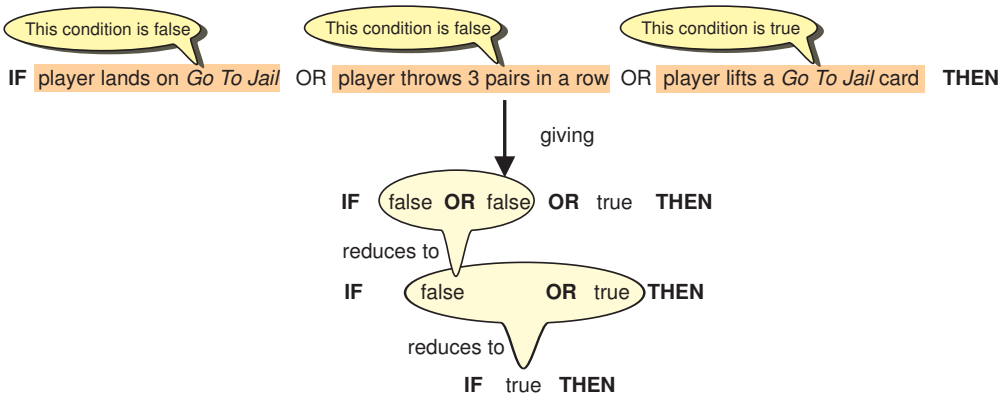 This condition is false This condition is false This condition is true
IF player lands on Go To Jail OR player throws 3 pairs in a row OR player lifts a Go To Jail card THEN
giving
IF false OR false OR true THEN
reduces to
IF false OR true THEN
reduces to
IF true THEN